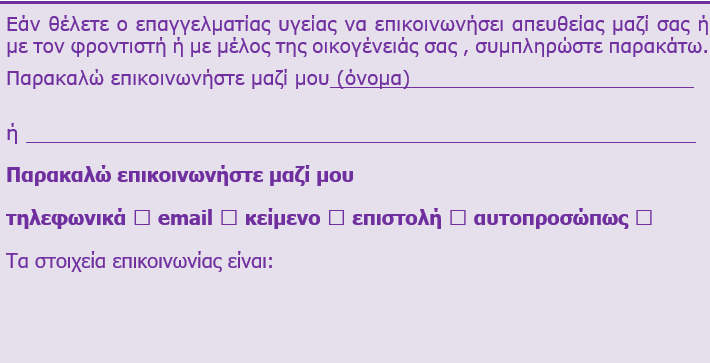 Εάν θέλετε ο επαγγελματίας υγείας να επικοινωνήσει απευθείας μαζί σας ή
με τον φροντιστή ή με μέλος της οικογένειάς σας , συμπληρώστε παρακάτω.
Παρακαλώ επικοινωνήστε μαζί μου (όνομα)
ή
Παρακαλώ επικοινωνήστε μαζί μου
τηλεφωνικά ☐ email ☐ κείμενο ☐ επιστολή ☐ αυτοπροσώπως ☐
Τα στοιχεία επικοινωνίας είναι: